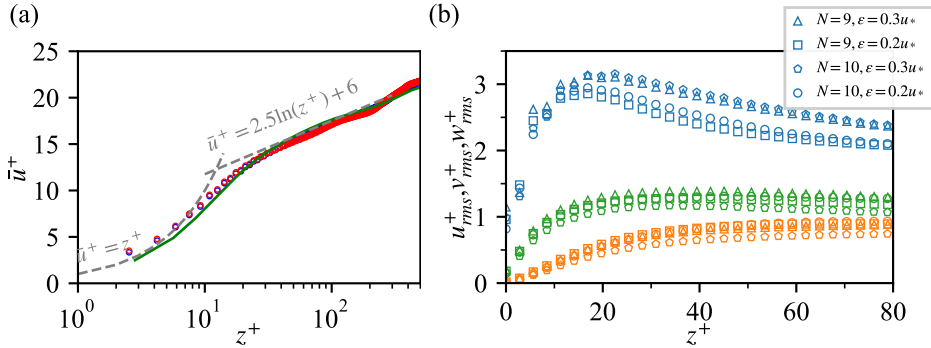 (a)
25
20
15
10
5
0
ū⁺
ū⁺ = z⁺
ū⁺ = 2.5ln(z⁺) + 6
10⁰
10¹
10²
z⁺
(b)
N = 9, ε = 0.3u*
N = 9, ε = 0.2u*
N = 10, ε = 0.3u*
N = 10, ε = 0.2u*
3
2
1
0
u⁺rms, v⁺rms, w⁺rms
0
20
40
60
80
z⁺